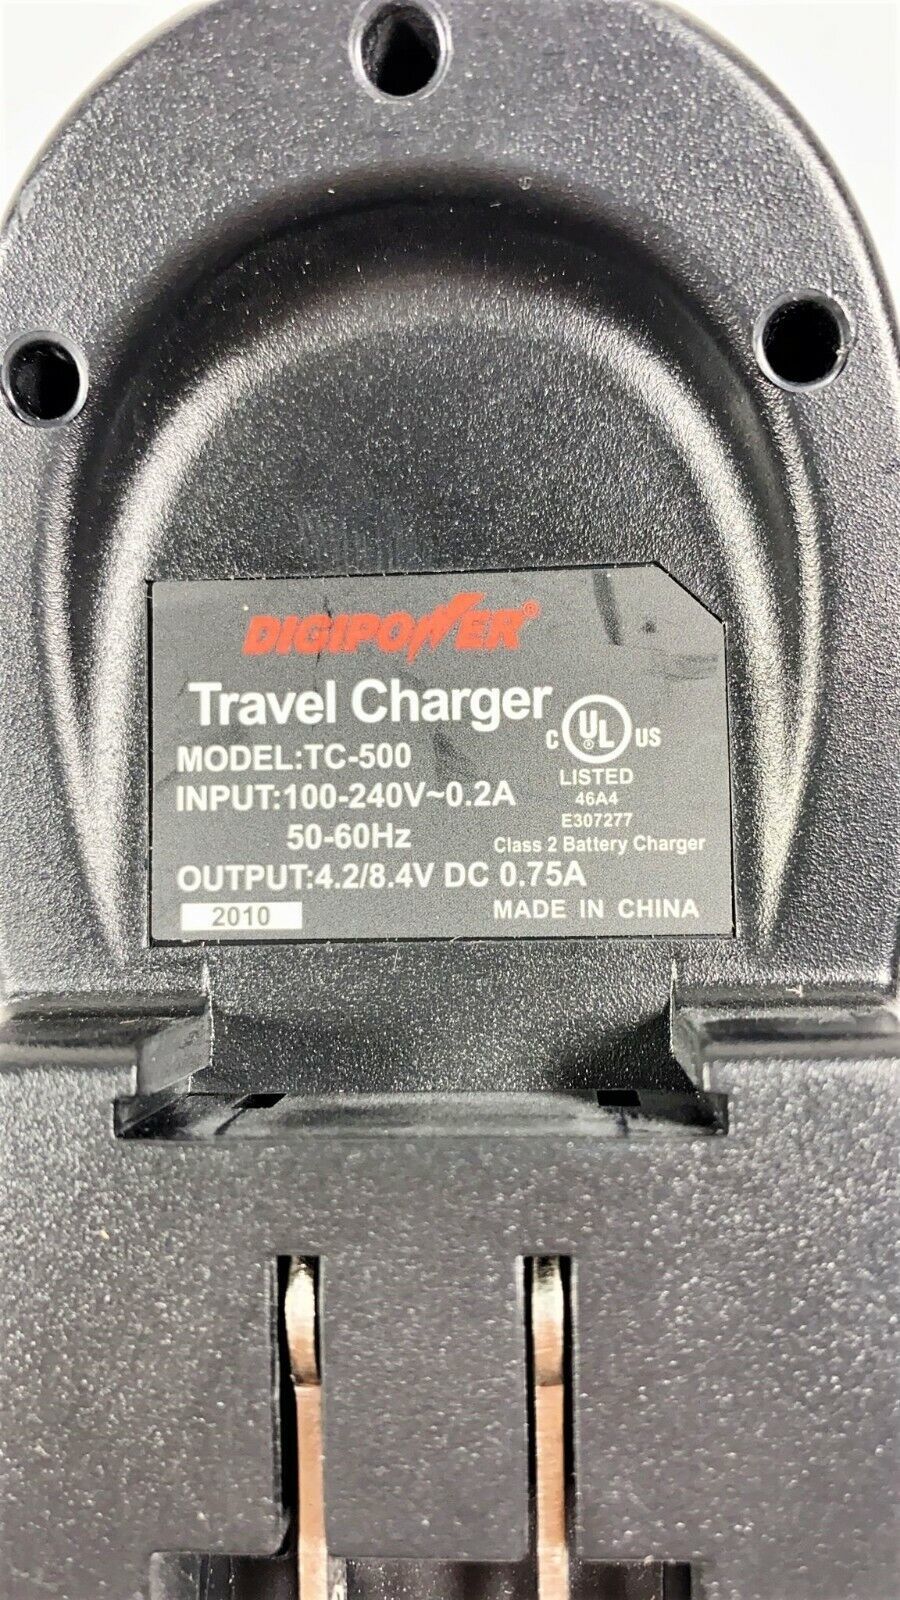 DIGIPOWER®
Travel Charger
MODEL:TC-500
INPUT:100-240V~0.2A
50-60Hz
OUTPUT:4.2/8.4V DC 0.75A
2010
C UL® US
LISTED
46A4
E307277
Class 2 Battery Charger
MADE IN CHINA